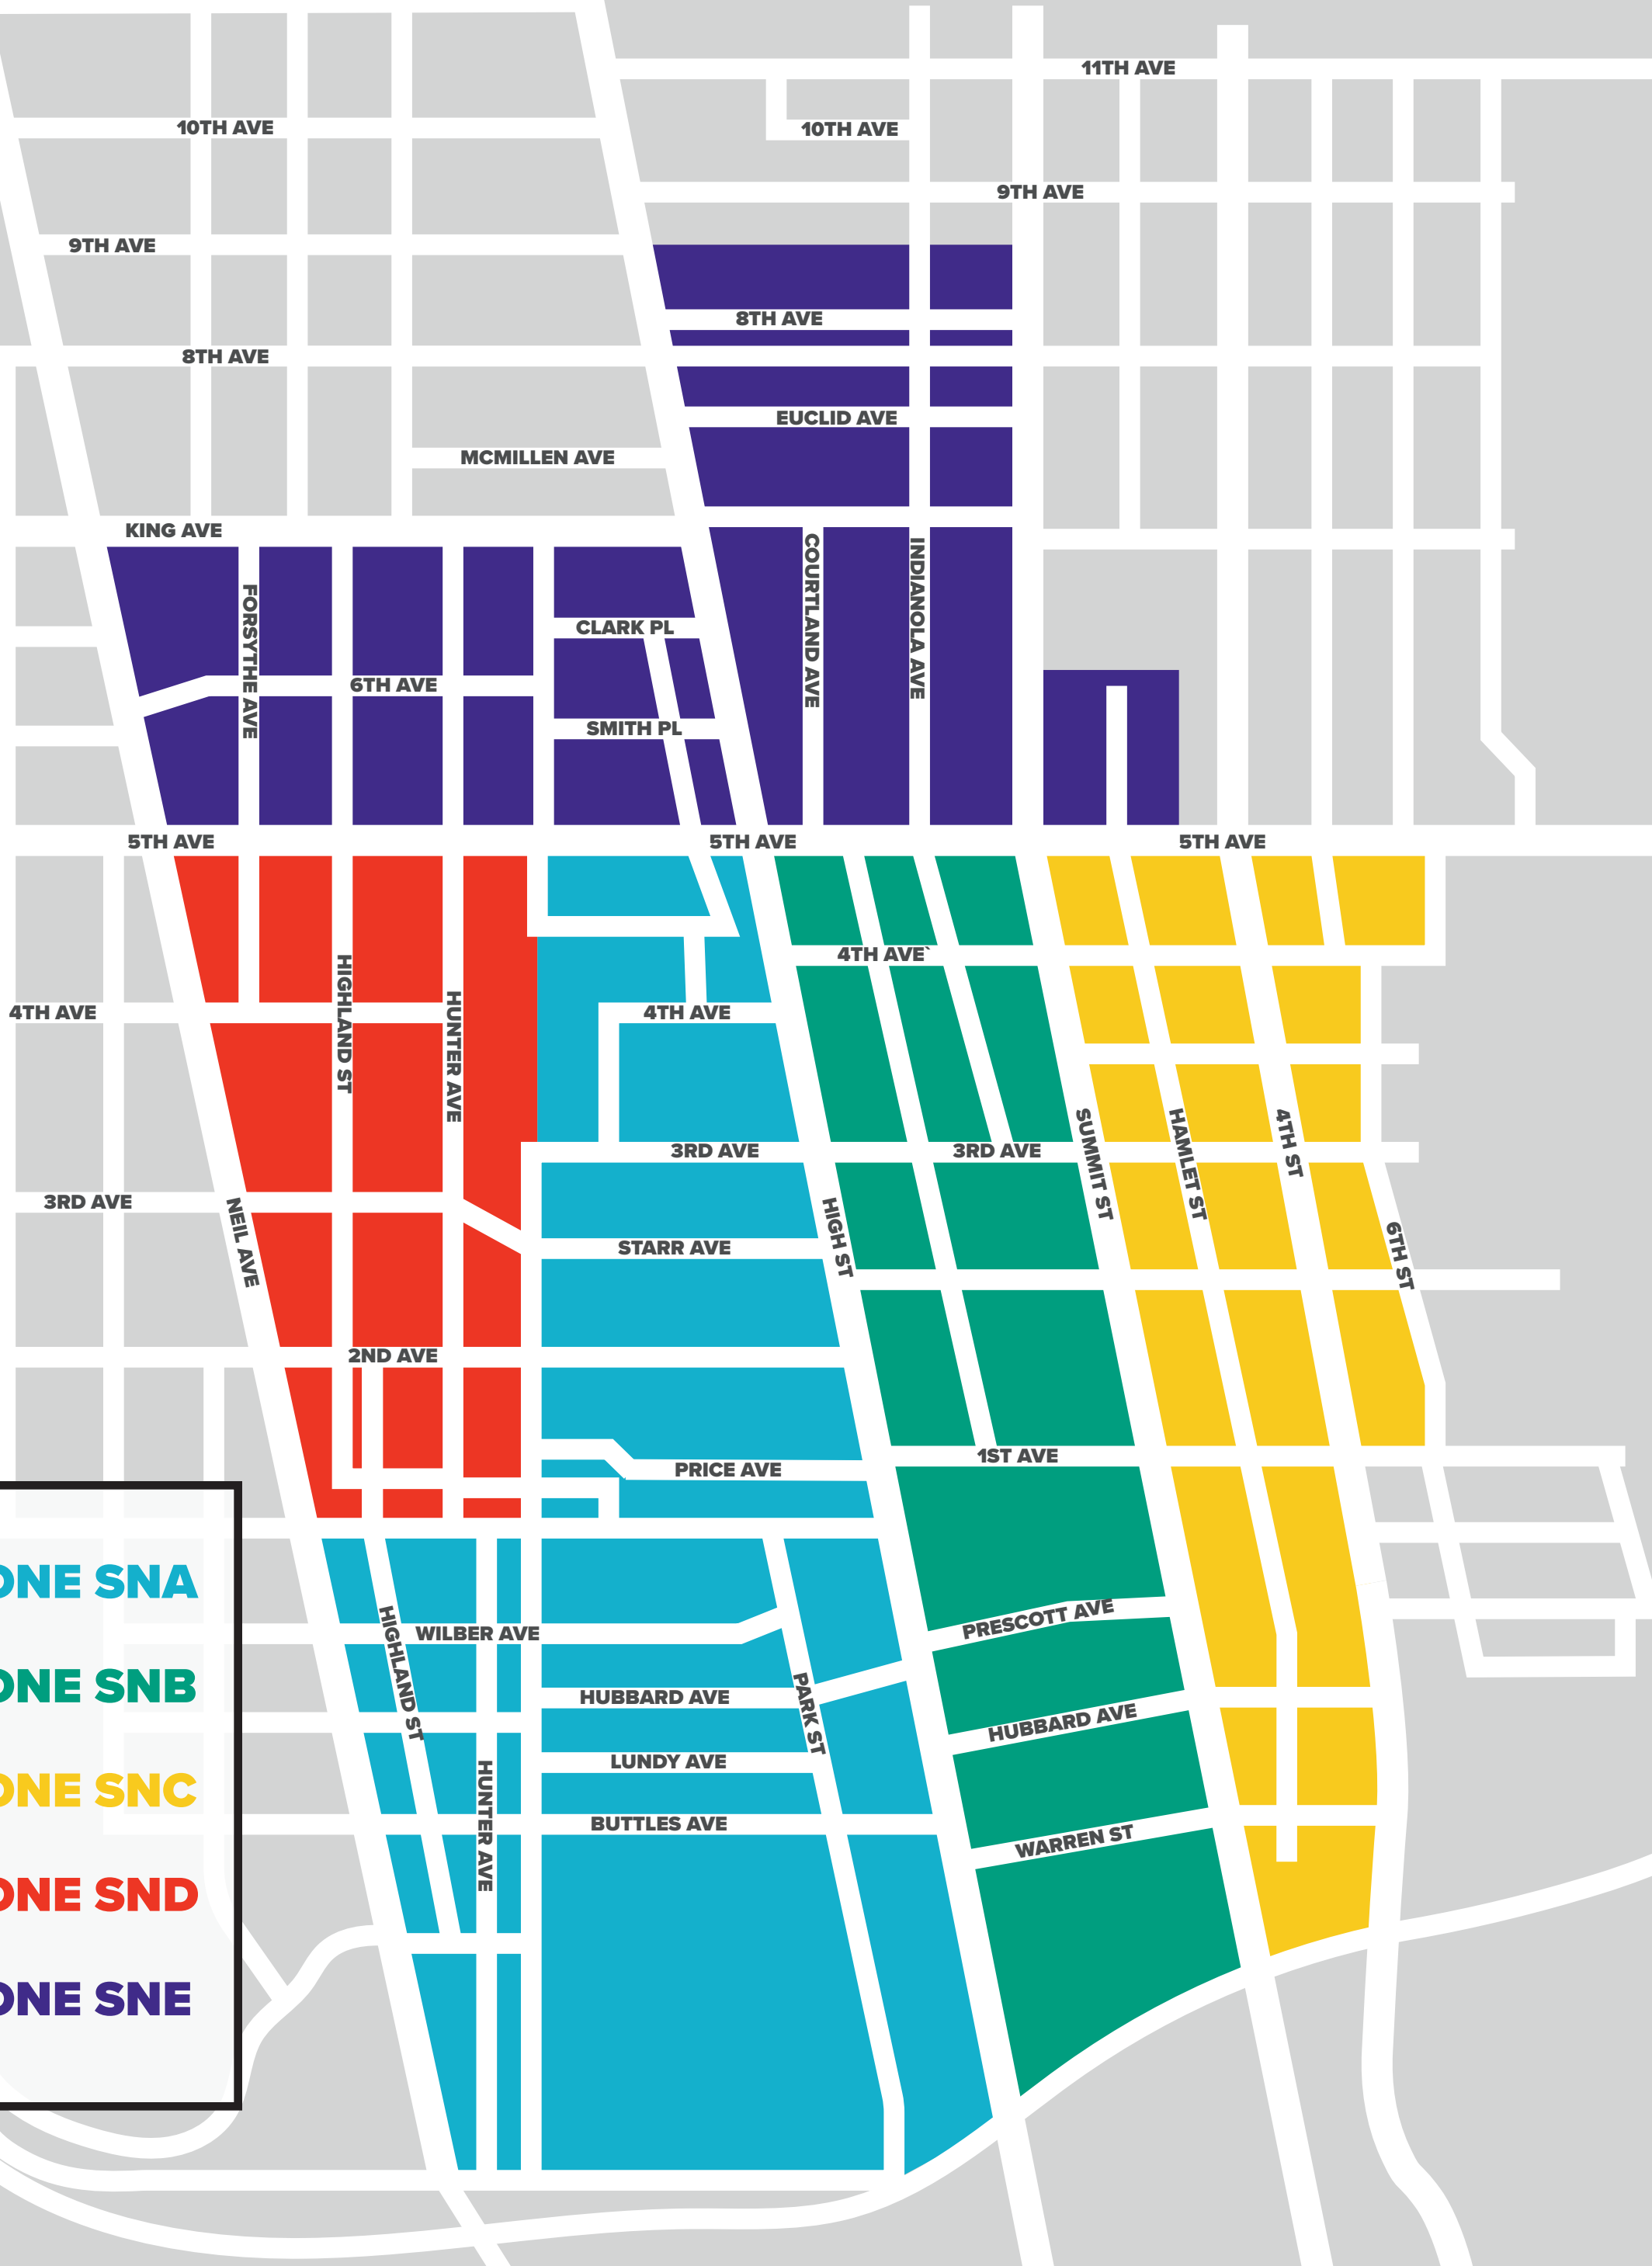 11TH AVE
10TH AVE
10TH AVE
9TH AVE
9TH AVE
8TH AVE
8TH AVE
EUCLID AVE
MCMILLEN AVE
KING AVE
COURTLAND AVE
INDIANOLA AVE
FORSYTHE AVE
CLARK PL
6TH AVE
SMITH PL
5TH AVE
5TH AVE
5TH AVE
4TH AVE`
HIGHLAND ST
HUNTER AVE
4TH AVE
4TH AVE
3RD AVE
3RD AVE
SUMMIT ST
HAMLET ST
4TH ST
3RD AVE
NEIL AVE
HIGH ST
6TH ST
STARR AVE
2ND AVE
1ST AVE
PRICE AVE
ONE SNA
PRESCOTT AVE
HIGHLAND ST
WILBER AVE
ONE SNB
HUBBARD AVE
PARK ST
HUBBARD AVE
LUNDY AVE
HUNTER AVE
ONE SNC
BUTTLES AVE
WARREN ST
ONE SND
ONE SNE